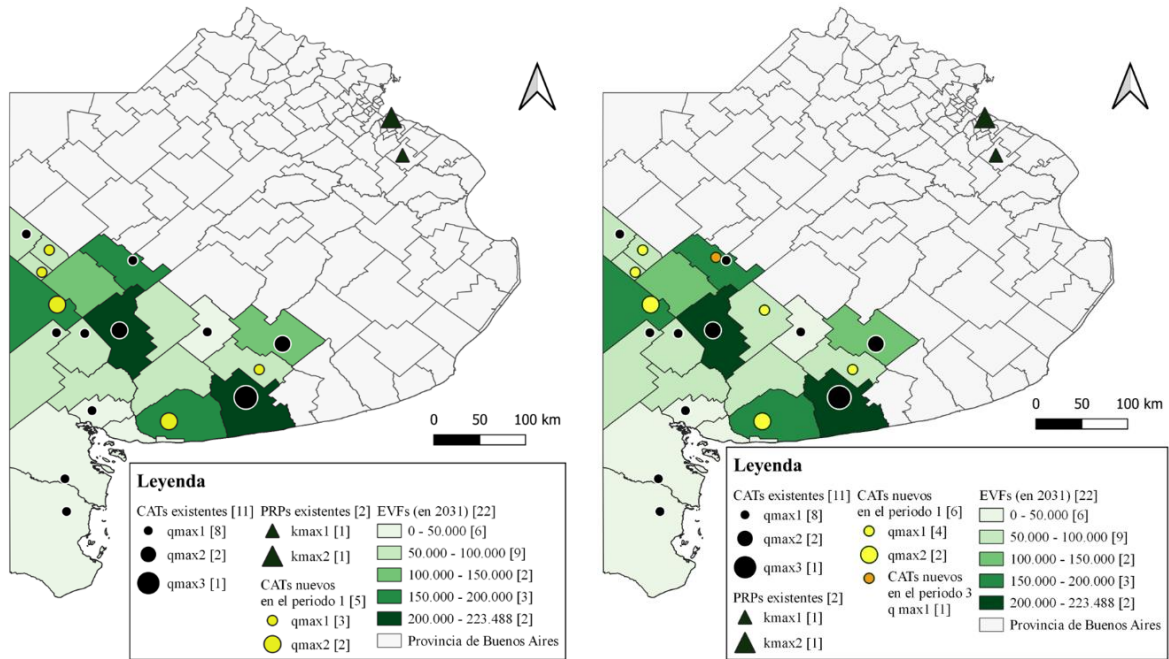 0 50 100 km
Leyenda
CATs existentes [11]
qmax1 [8]
qmax2 [2]
qmax3 [1]
PRPs existentes [2]
kmax1 [1]
kmax2 [1]
CATs nuevos
en el periodo 1 [5]
qmax1 [3]
qmax2 [2]
EVFs (en 2031) [22]
0 - 50.000 [6]
50.000 - 100.000 [9]
100.000 - 150.000 [2]
150.000 - 200.000 [3]
200.000 - 223.488 [2]
Provincia de Buenos Aires
0 50 100 km
Leyenda
CATs existentes [11]
qmax1 [8]
qmax2 [2]
qmax3 [1]
PRPs existentes [2]
kmax1 [1]
kmax2 [1]
CATs nuevos
en el periodo 1 [6]
qmax1 [4]
qmax2 [2]
CATs nuevos
en el periodo 3
q max1 [1]
EVFs (en 2031) [22]
0 - 50.000 [6]
50.000 - 100.000 [9]
100.000 - 150.000 [2]
150.000 - 200.000 [3]
200.000 - 223.488 [2]
Provincia de Buenos Aires